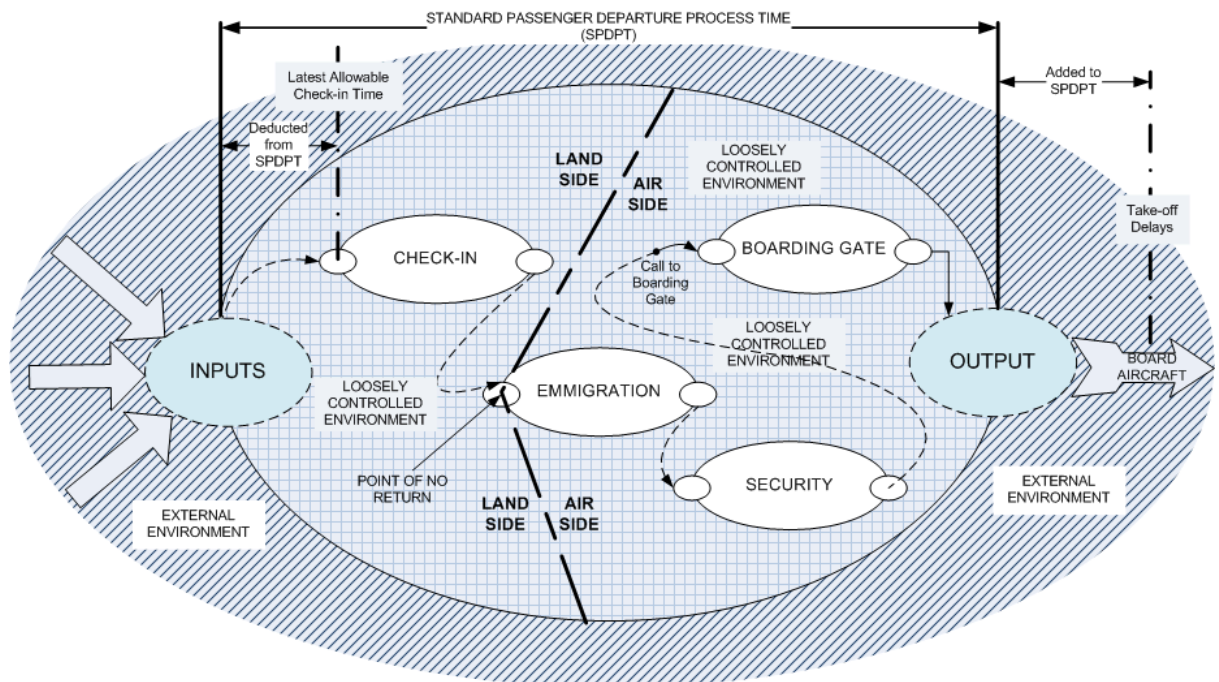 STANDARD PASSENGER DEPARTURE PROCESS TIME
(SPDPT)
Latest Allowable
Check-in Time
Added to
SPDPT
Deducted
from
SPDPT
LAND
SIDE
AIR
SIDE
LOOSELY
CONTROLLED
ENVIRONMENT
Take-off
Delays
CHECK-IN
BOARDING GATE
Call to
Boarding
Gate
INPUTS
LOOSELY
CONTROLLED
ENVIRONMENT
EMMIGRATION
LOOSELY
CONTROLLED
ENVIRONMENT
OUTPUT
BOARD
AIRCRAFT
POINT OF NO
RETURN
LAND
SIDE
AIR
SIDE
SECURITY
EXTERNAL
ENVIRONMENT
EXTERNAL
ENVIRONMENT